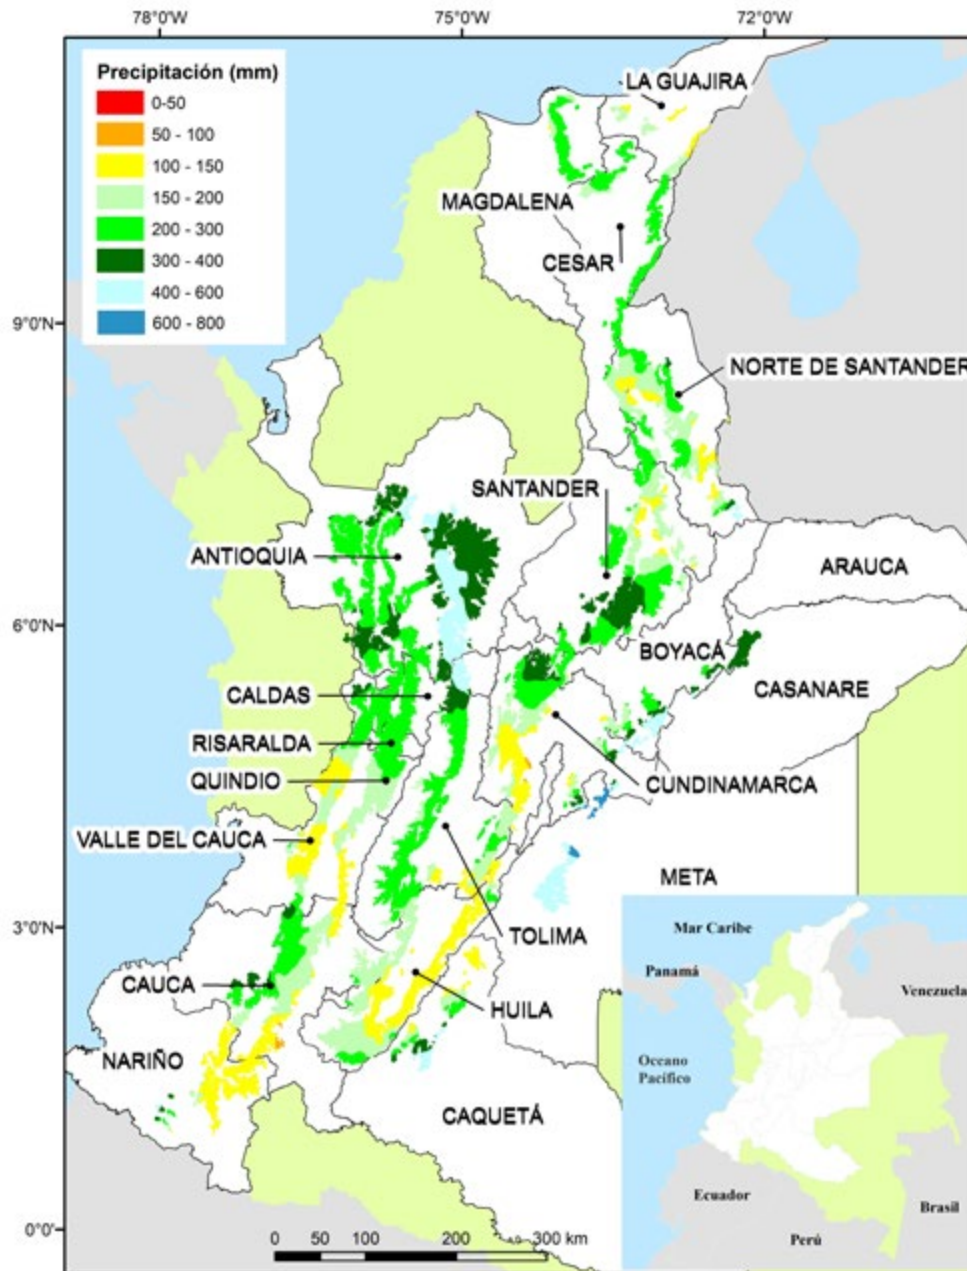 78°0'W 75°0'W 72°0'W
Precipitación (mm)
0-50
50 - 100
100 - 150
150 - 200
200 - 300
300 - 400
400 - 600
600 - 800
LA GUAJIRA
MAGDALENA
CESAR
9°0'N
NORTE DE SANTANDER
SANTANDER
ANTIOQUIA
ARAUCA
6°0'N
BOYACÁ
CASANARE
CALDAS
RISARALDA
QUINDIO
CUNDINAMARCA
VALLE DEL CAUCA
META
3°0'N
TOLIMA
CAUCA
HUILA
NARIÑO
CAQUETÁ
Mar Caribe
Panamá
Venezuela
Oceano
Pacífico
Ecuador
Brasil
Perú
0°0'
0 50 100 200 300 km